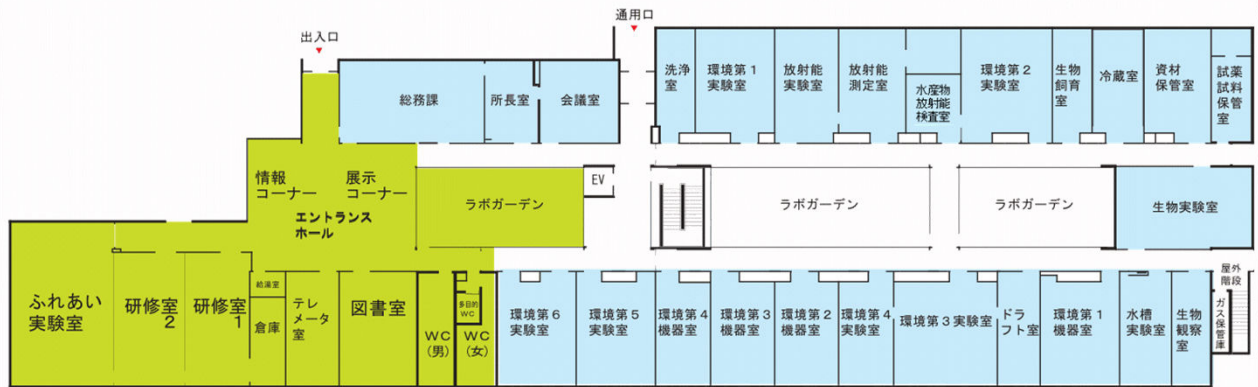 通用口
出入口
総務課
所長室
会議室
洗浄
室
環境第１
実験室
放射能
実験室
放射能
測定室
水産物
放射能
検査室
環境第２
実験室
生物
飼育
室
冷蔵室
資材
保管室
試薬
試料
保管
室
情報
コーナー
展示
コーナー
エントランス
ホール
ラボガーデン
EV
ラボガーデン
ラボガーデン
生物実験室
ふれあい
実験室
研修室
２
研修室
１
給湯室
倉庫
テレ
メータ
室
図書室
ＷＣ
(男)
多目的
WC
ＷＣ
(女)
環境第６
実験室
環境第５
実験室
環境第４
機器室
環境第３
機器室
環境第２
機器室
環境第４
実験室
環境第３実験室
ドラ
フト室
環境第１
機器室
水槽
実験室
生物
観察
室
屋外
階段
ガス保管庫